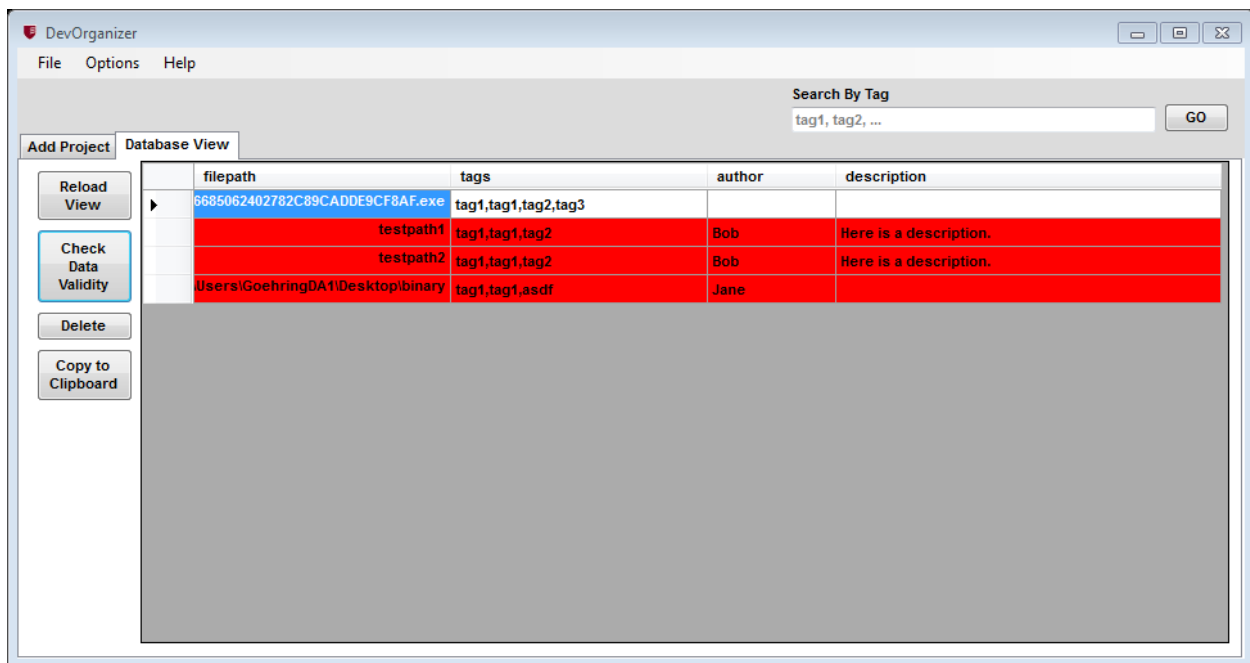 DevOrganizer
File Options Help
Search By Tag
tag1, tag2, ...
GO
Add Project Database View
Reload
View
Check
Data
Validity
Delete
Copy to
Clipboard
filepath tags author description
6685062402782C89CADDE9CF8AF.exe tag1,tag1,tag2,tag3
testpath1 tag1,tag1,tag2 Bob Here is a description.
testpath2 tag1,tag1,tag2 Bob Here is a description.
\Users\GoehringDA1\Desktop\binary tag1,tag1,asdf Jane